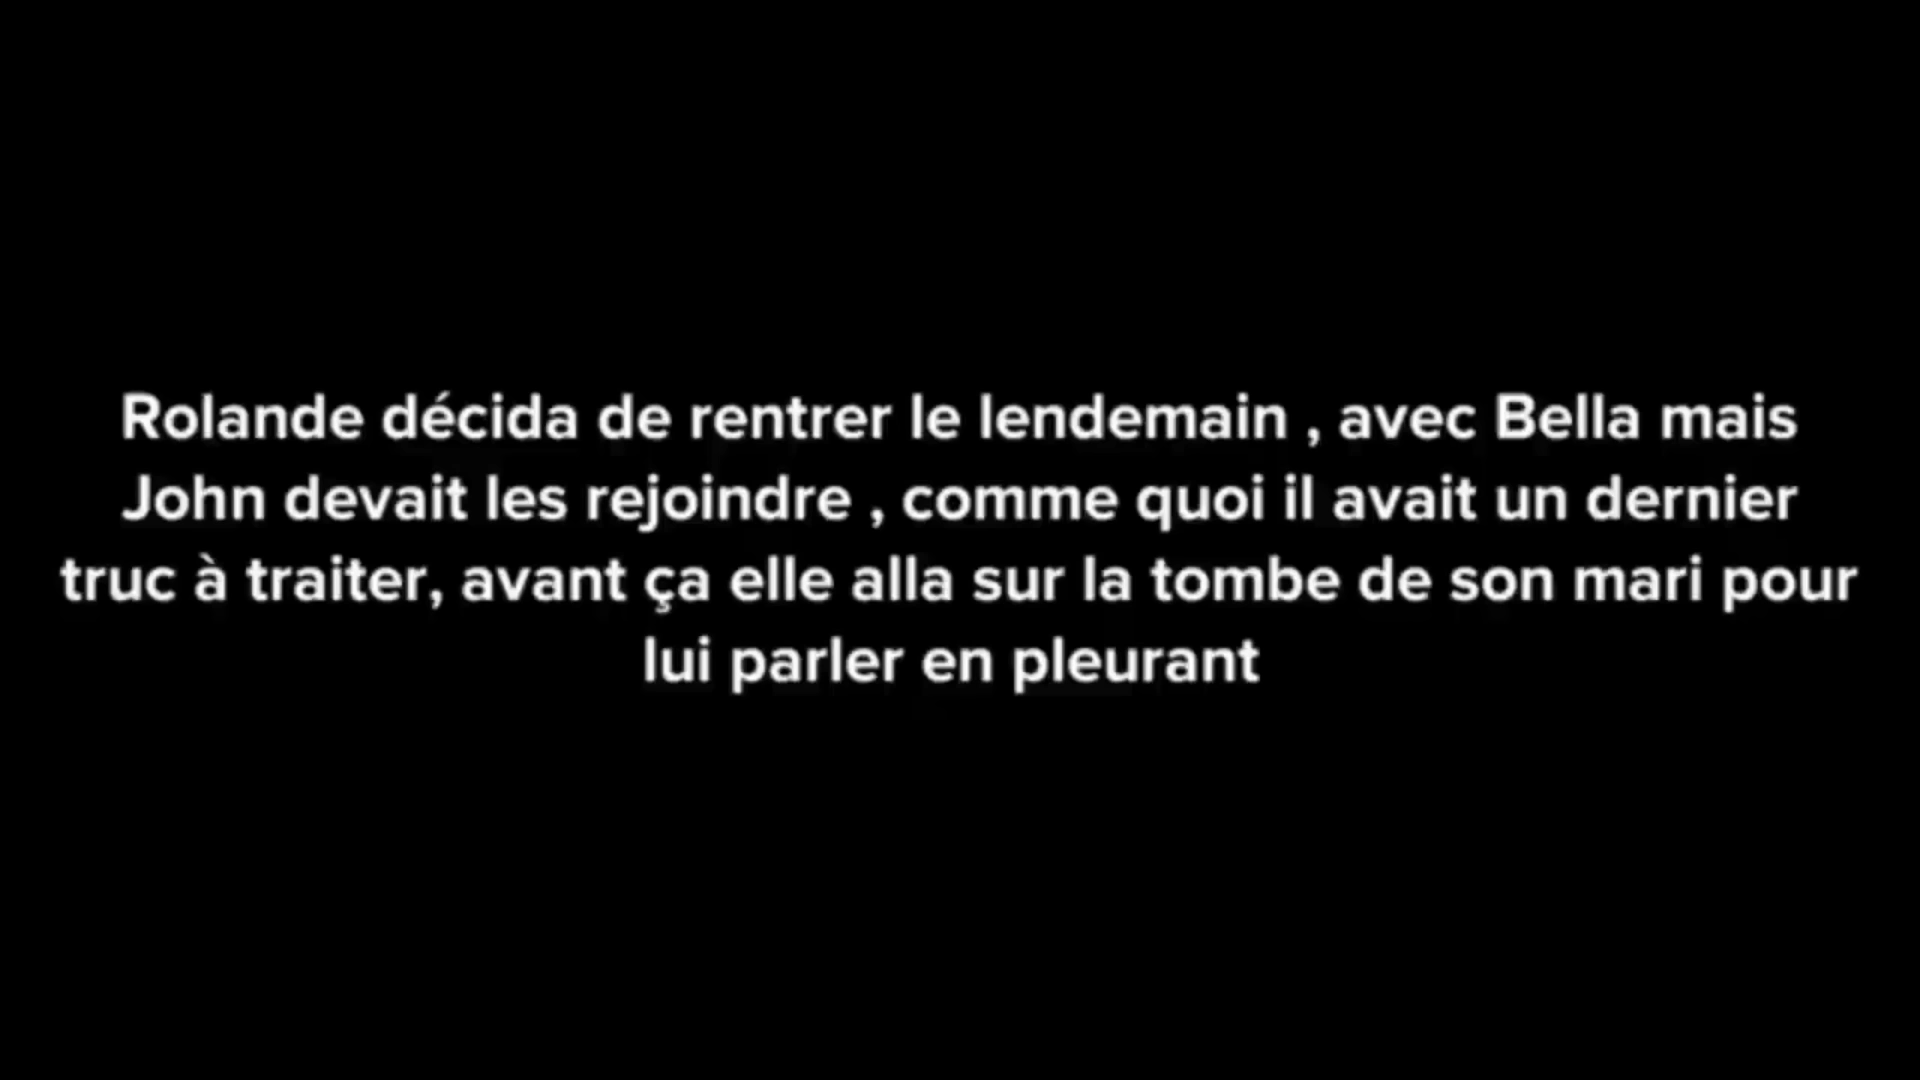 Rolande décida de rentrer le lendemain , avec Bella mais
John devait les rejoindre , comme quoi il avait un dernier
truc à traiter, avant ça elle alla sur la tombe de son mari pour
lui parler en pleurant